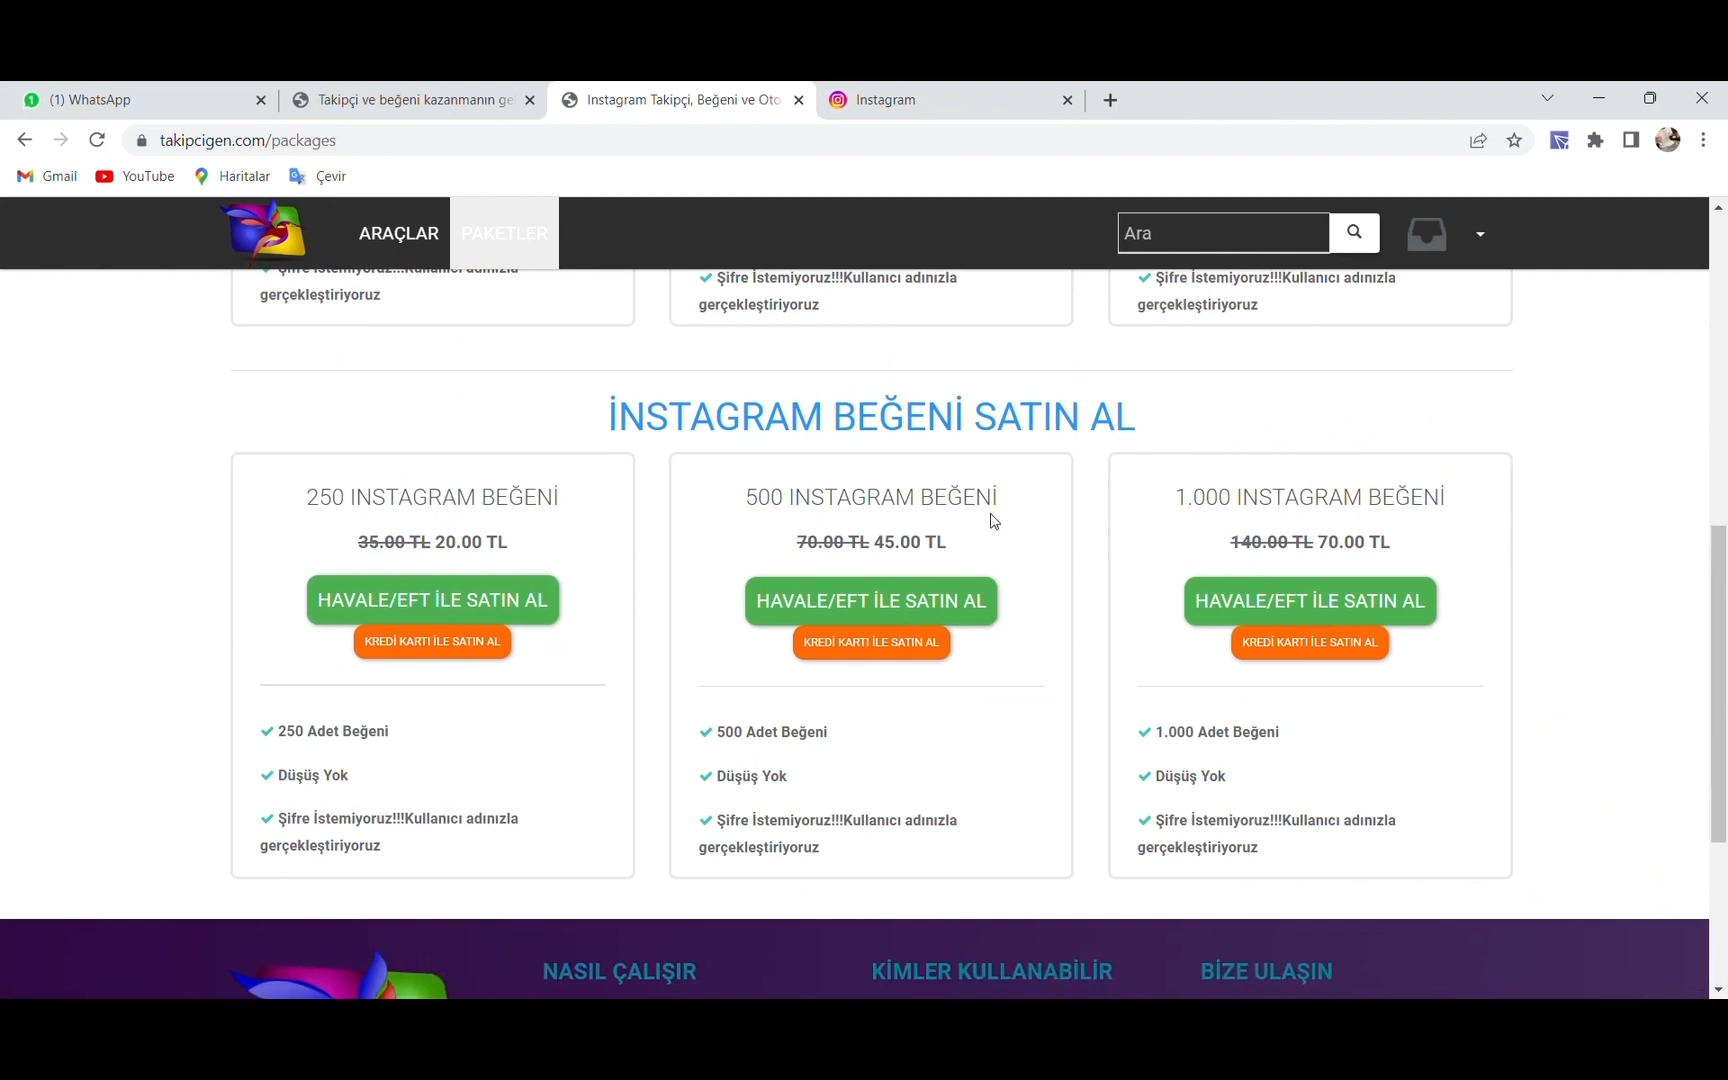 (1) WhatsApp
Takipçi ve beğeni kazanmanın ge
Instagram Takipçi, Beğeni ve Oto
Instagram
takipcigen.com/packages
Gmail YouTube Haritalar Çevir
ARAÇLAR PAKETLER Ara
Şifre İstemiyoruz!!!Kullanıcı adınızla
gerçekleştiriyoruz
Şifre İstemiyoruz!!!Kullanıcı adınızla
gerçekleştiriyoruz
Şifre İstemiyoruz!!!Kullanıcı adınızla
gerçekleştiriyoruz
İNSTAGRAM BEĞENİ SATIN AL
250 INSTAGRAM BEĞENİ
35.00 TL 20.00 TL
HAVALE/EFT İLE SATIN AL
KREDİ KARTI İLE SATIN AL
250 Adet Beğeni
Düşüş Yok
Şifre İstemiyoruz!!!Kullanıcı adınızla
gerçekleştiriyoruz
500 INSTAGRAM BEĞENİ
70.00 TL 45.00 TL
HAVALE/EFT İLE SATIN AL
KREDİ KARTI İLE SATIN AL
500 Adet Beğeni
Düşüş Yok
Şifre İstemiyoruz!!!Kullanıcı adınızla
gerçekleştiriyoruz
1.000 INSTAGRAM BEĞENİ
140.00 TL 70.00 TL
HAVALE/EFT İLE SATIN AL
KREDİ KARTI İLE SATIN AL
1.000 Adet Beğeni
Düşüş Yok
Şifre İstemiyoruz!!!Kullanıcı adınızla
gerçekleştiriyoruz
NASIL ÇALIŞIR
KİMLER KULLANABİLİR
BİZE ULAŞIN